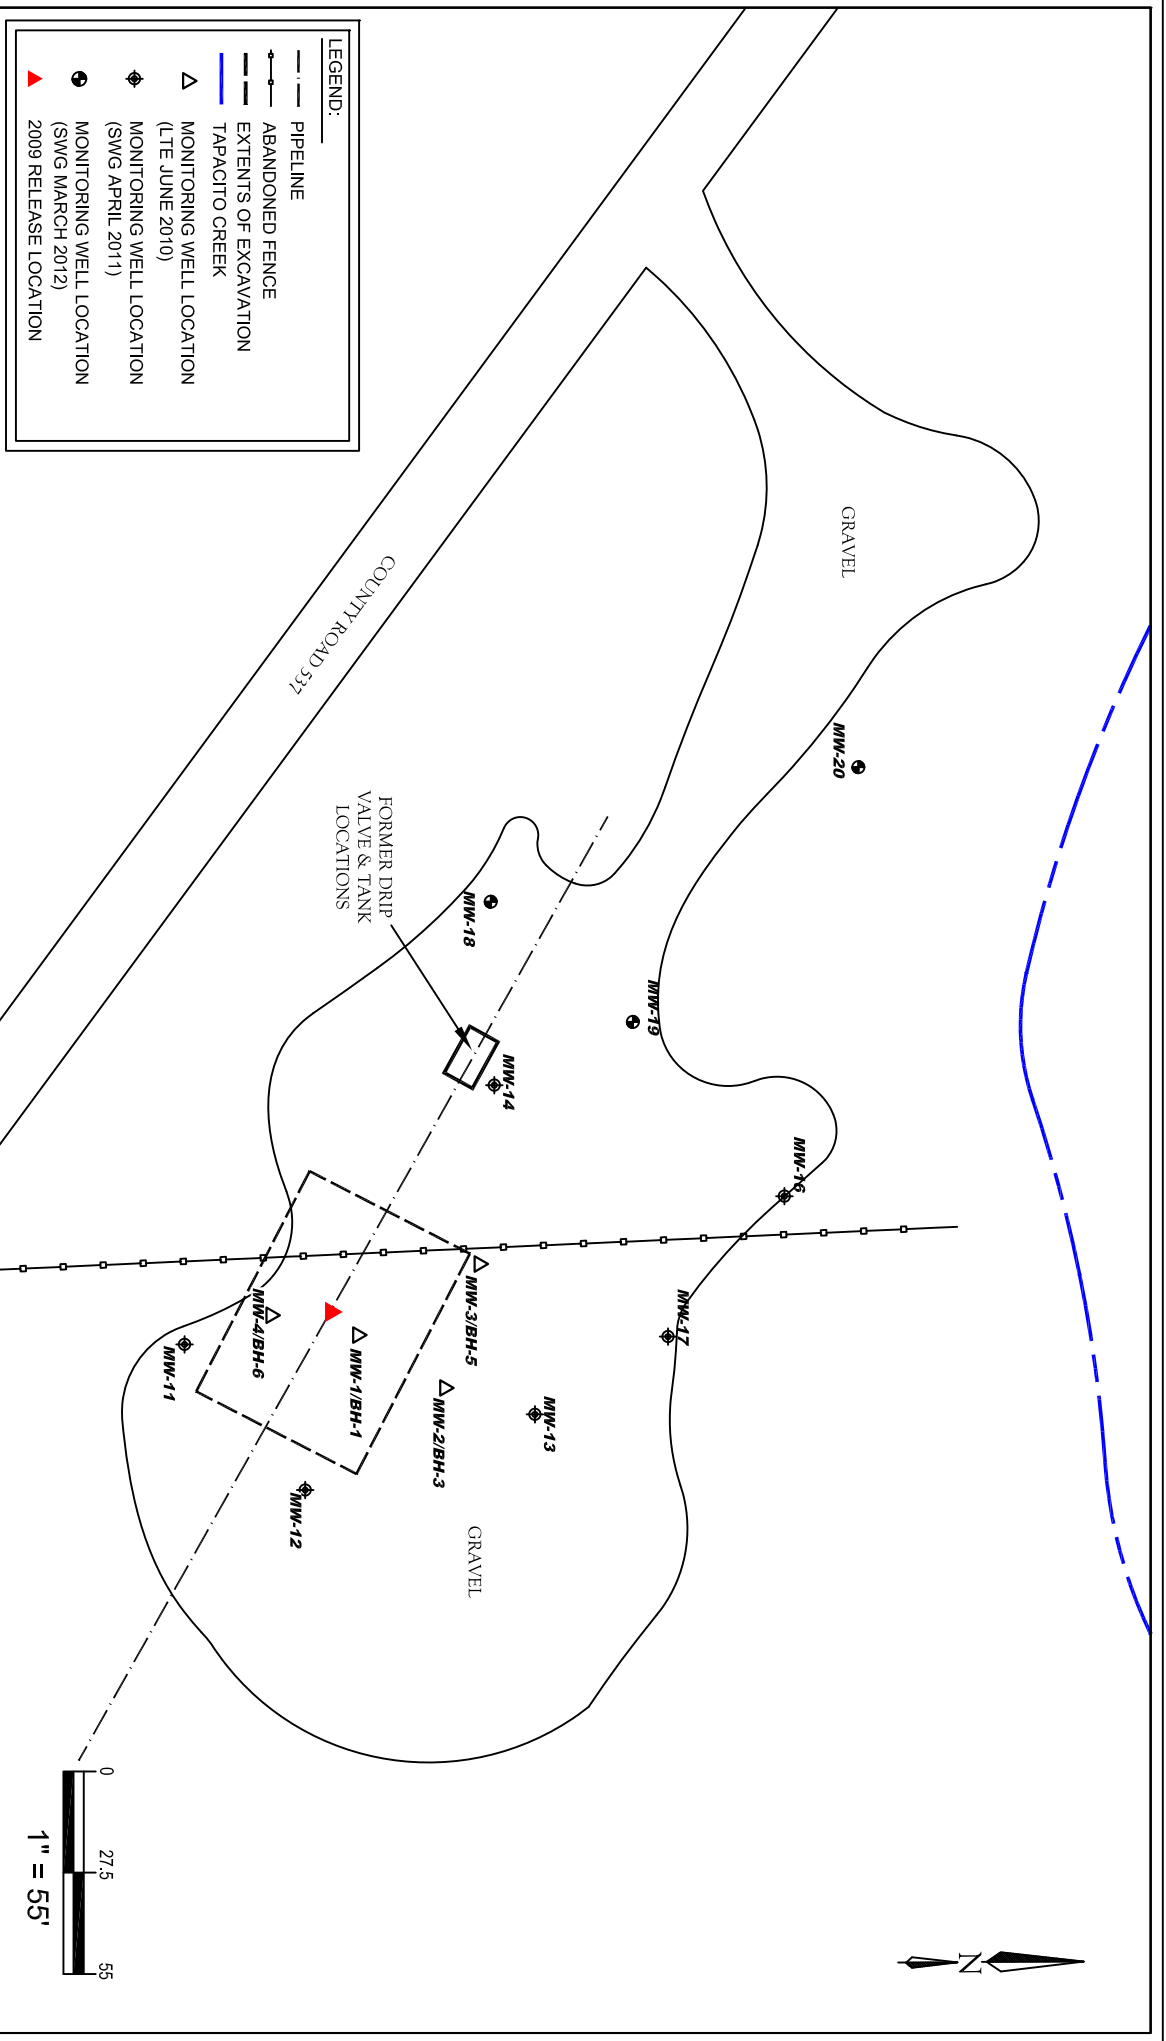 LEGEND:
PIPELINE
ABANDONED FENCE
EXTENTS OF EXCAVATION
TAPACITO CREEK
MONITORING WELL LOCATION
(LTE JUNE 2010)
MONITORING WELL LOCATION
(SWG APRIL 2011)
MONITORING WELL LOCATION
(SWG MARCH 2012)
2009 RELEASE LOCATION
GRAVEL
COUNTY ROAD 537
MW-20
FORMER DRIP
VALVE & TANK
LOCATIONS
MW-18
MW-19
MW-14
MW-16
MW-17
MW-3/BH-5
MW-4/BH-6
MW-1/BH-1
MW-11
MW-2/BH-3
MW-13
MW-12
GRAVEL
0
27.5
55
1" = 55'
N